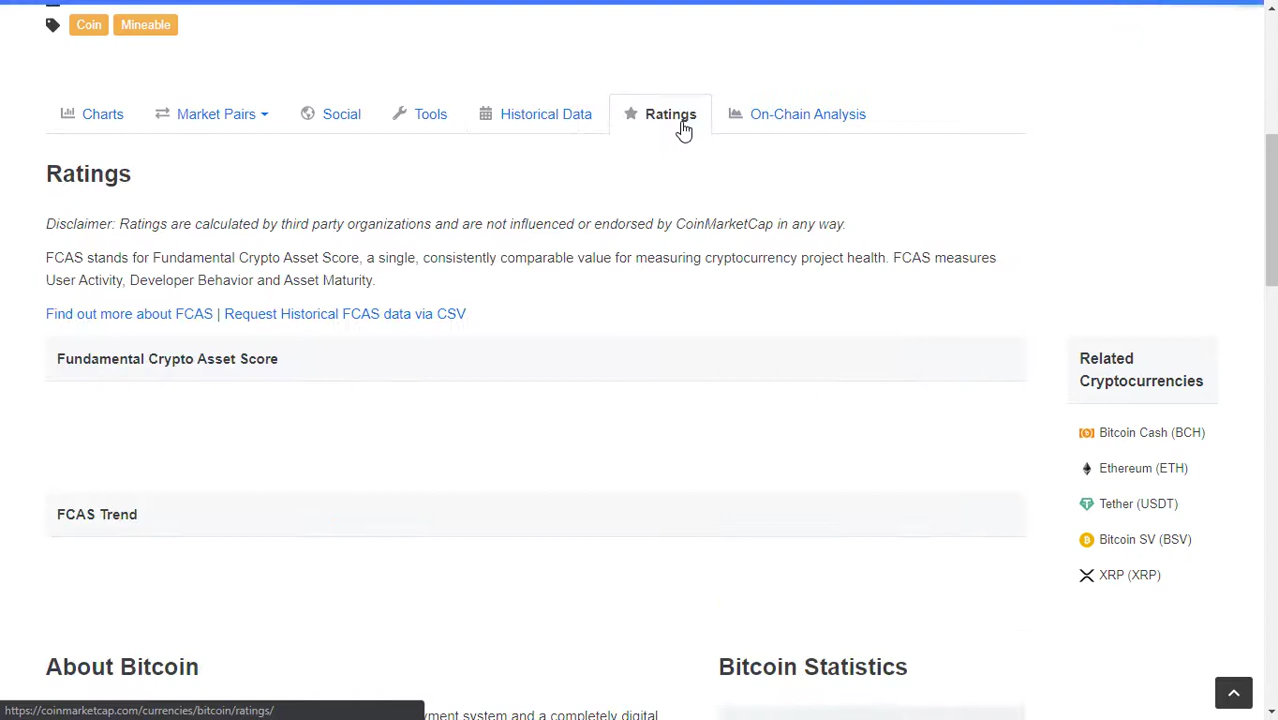 Coin Mineable
Charts Market Pairs Social Tools Historical Data Ratings On-Chain Analysis
Ratings
Disclaimer: Ratings are calculated by third party organizations and are not influenced or endorsed by CoinMarketCap in any way.
FCAS stands for Fundamental Crypto Asset Score, a single, consistently comparable value for measuring cryptocurrency project health. FCAS measures
User Activity, Developer Behavior and Asset Maturity.
Find out more about FCAS | Request Historical FCAS data via CSV
Fundamental Crypto Asset Score
FCAS Trend
Related
Cryptocurrencies
Bitcoin Cash (BCH)
Ethereum (ETH)
Tether (USDT)
Bitcoin SV (BSV)
XRP (XRP)
About Bitcoin
Bitcoin Statistics
system and a completely digital
https://coinmarketcap.com/currencies/bitcoin/ratings/